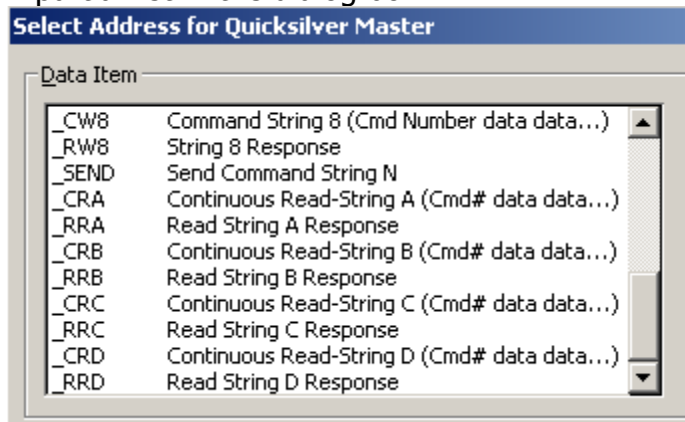 Select Address for Quicksilver Master
Data Item
_CW8 Command String 8 (Cmd Number data data...)
_RW8 String 8 Response
_SEND Send Command String N
_CRA Continuous Read-String A (Cmd# data data...)
_RRA Read String A Response
_CRB Continuous Read-String B (Cmd# data data...)
_RRB Read String B Response
_CRC Continuous Read-String C (Cmd# data data...)
_RRC Read String C Response
_CRD Continuous Read-String D (Cmd# data data...)
_RRD Read String D Response